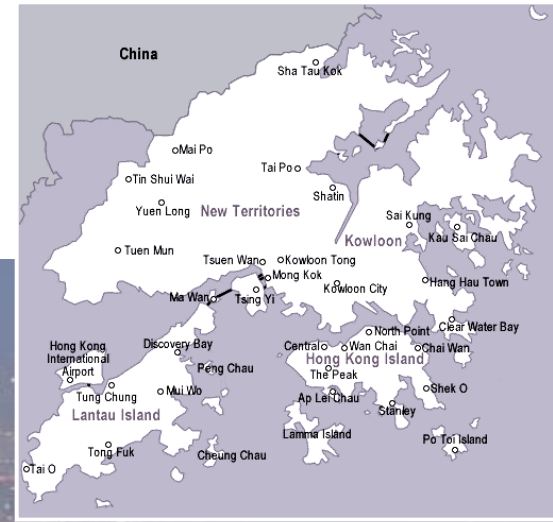 China
Sha Tau Kok
Mai Po
Tai Po
Tin Shui Wai
Shatin
Yuen Long
New Territories
Sai Kung
Kau Sai Chau
Kowloon
Tuen Mun
Tsuen Wan
Kowloon Tong
Mong Kok
Hang Hau Town
Kowloon City
Ma Wan
Tsing Yi
Clear Water Bay
North Point
Hong Kong
International
Airport
Discovery Bay
Central
Wan Chai
Chai Wan
Hong Kong Island
Peng Chau
The Peak
Tung Chung
Mui Wo
Ap Lei Chau
Shek O
Lantau Island
Stanley
Lamma Island
Po Toi Island
Tong Fuk
Cheung Chau
Tai O